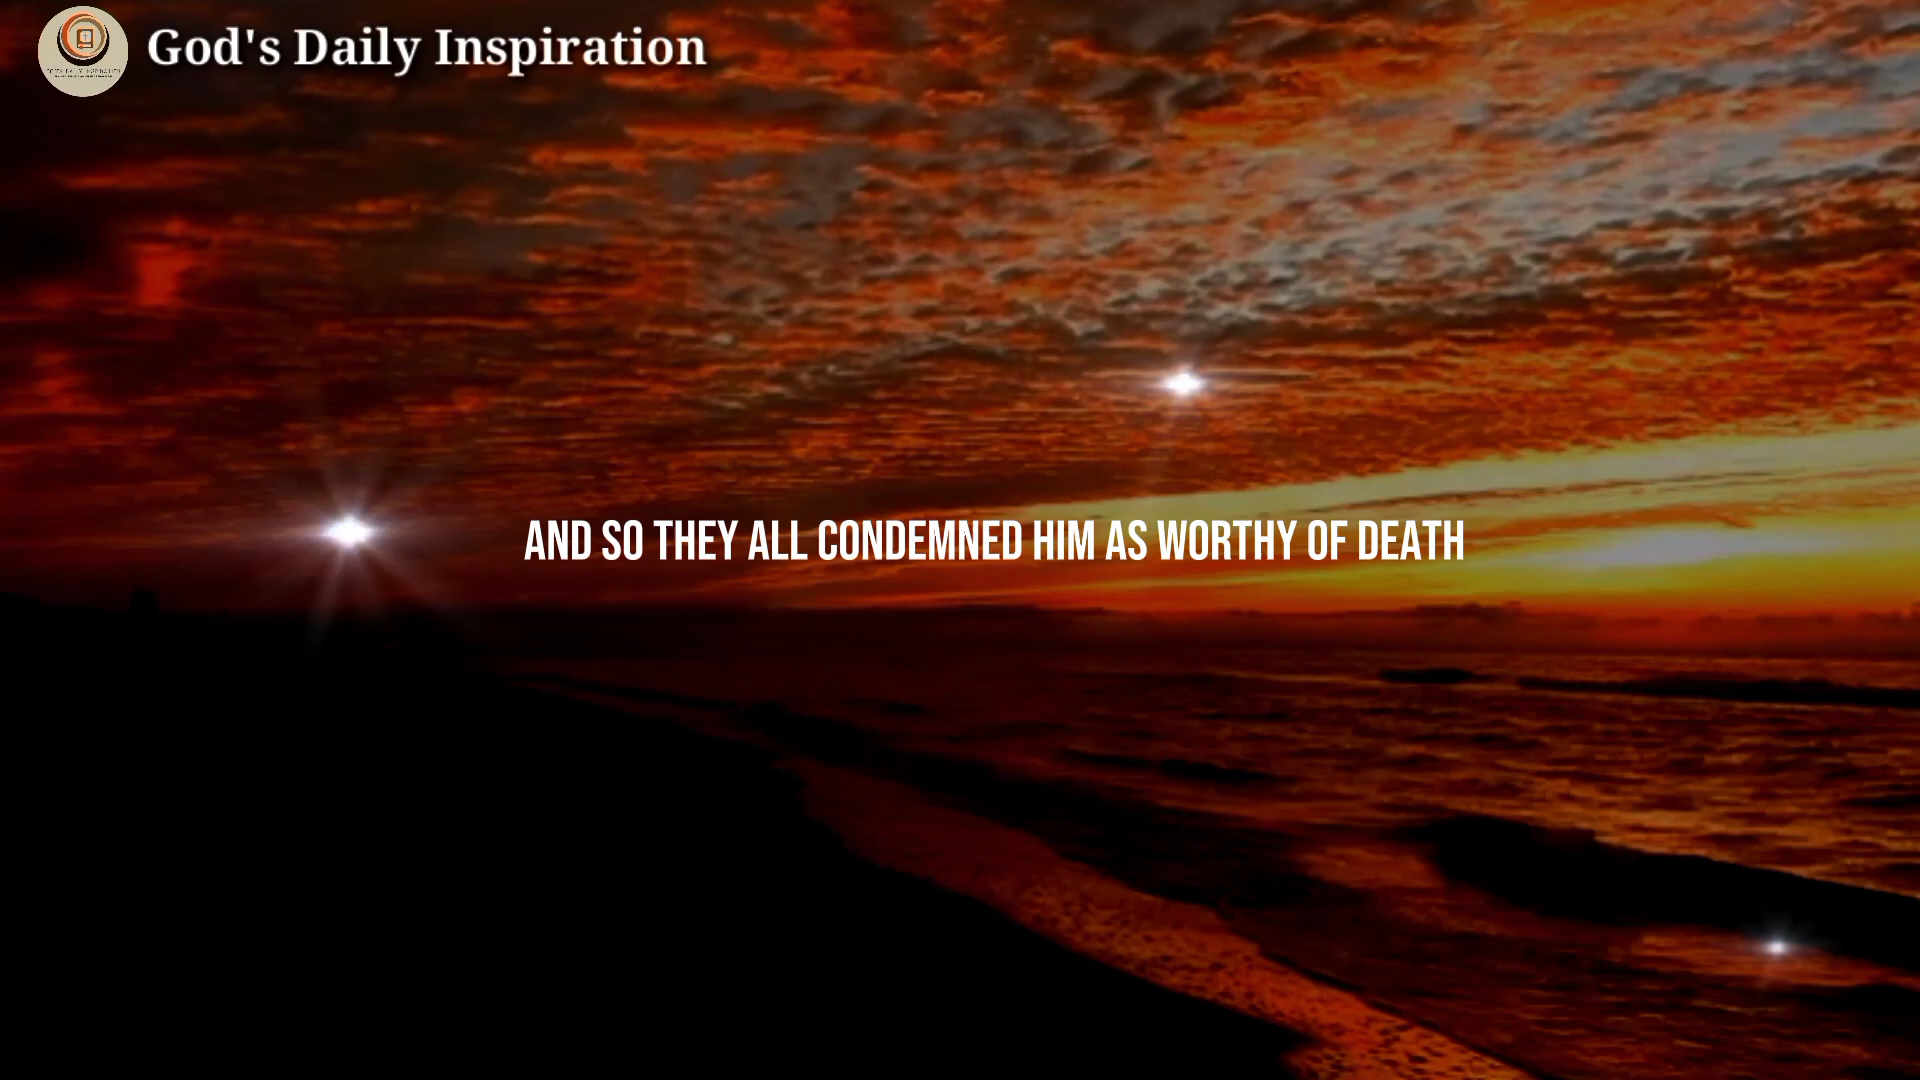 God's Daily Inspiration
AND SO THEY ALL CONDEMNED HIM AS WORTHY OF DEATH